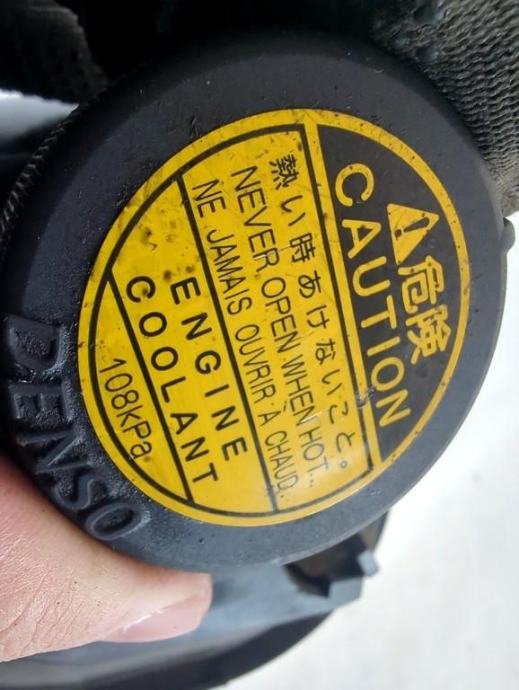 危険
CAUTION
熱い時あけないこと。
NEVER OPEN WHEN HOT...
NE JAMAIS OUVRIR À CHAUD..
ENGINE
COOLANT
108kPa
DENSO